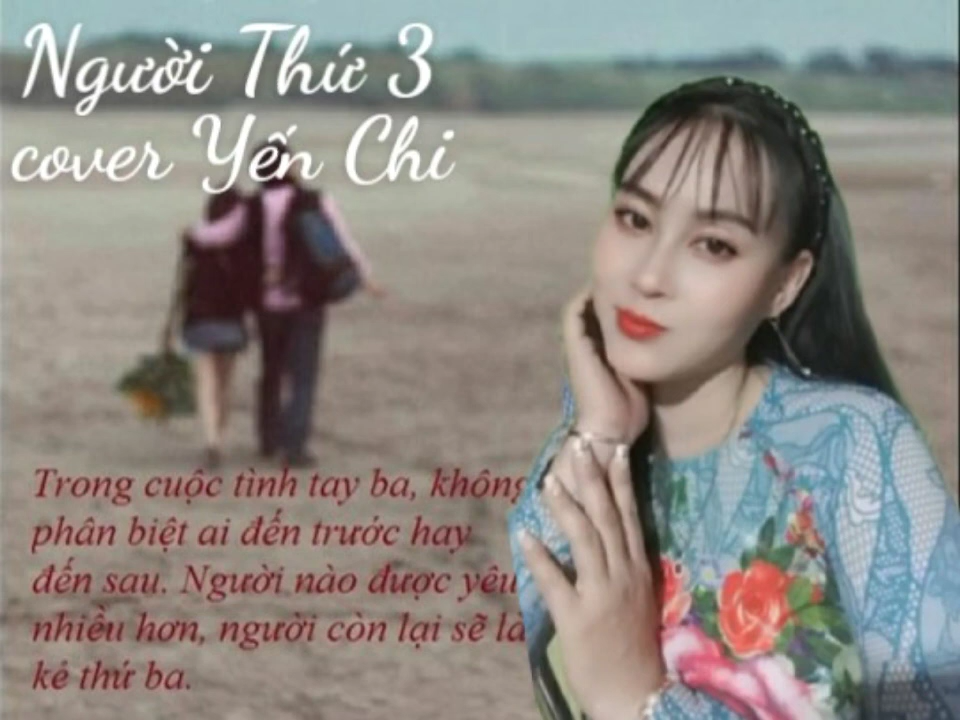 Người Thứ 3
cover Yến Chi
Trong cuộc tình tay ba, không
phân biệt ai đến trước hay
đến sau. Người nào được yêu
nhiều hơn, người còn lại sẽ là
kẻ thứ ba.